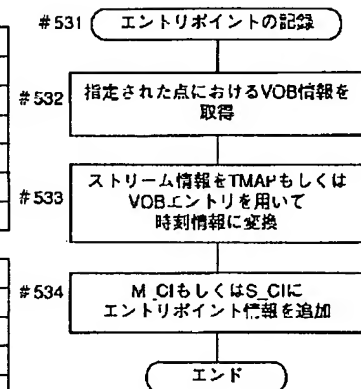 #531 エントリポイントの記録
#532 指定された点におけるVOB情報を
取得
#533 ストリーム情報をTMAPもしくは
VOBエントリを用いて
時刻情報に変換
#534 M_CIもしくはS_CIに
エントリポイント情報を追加
エンド